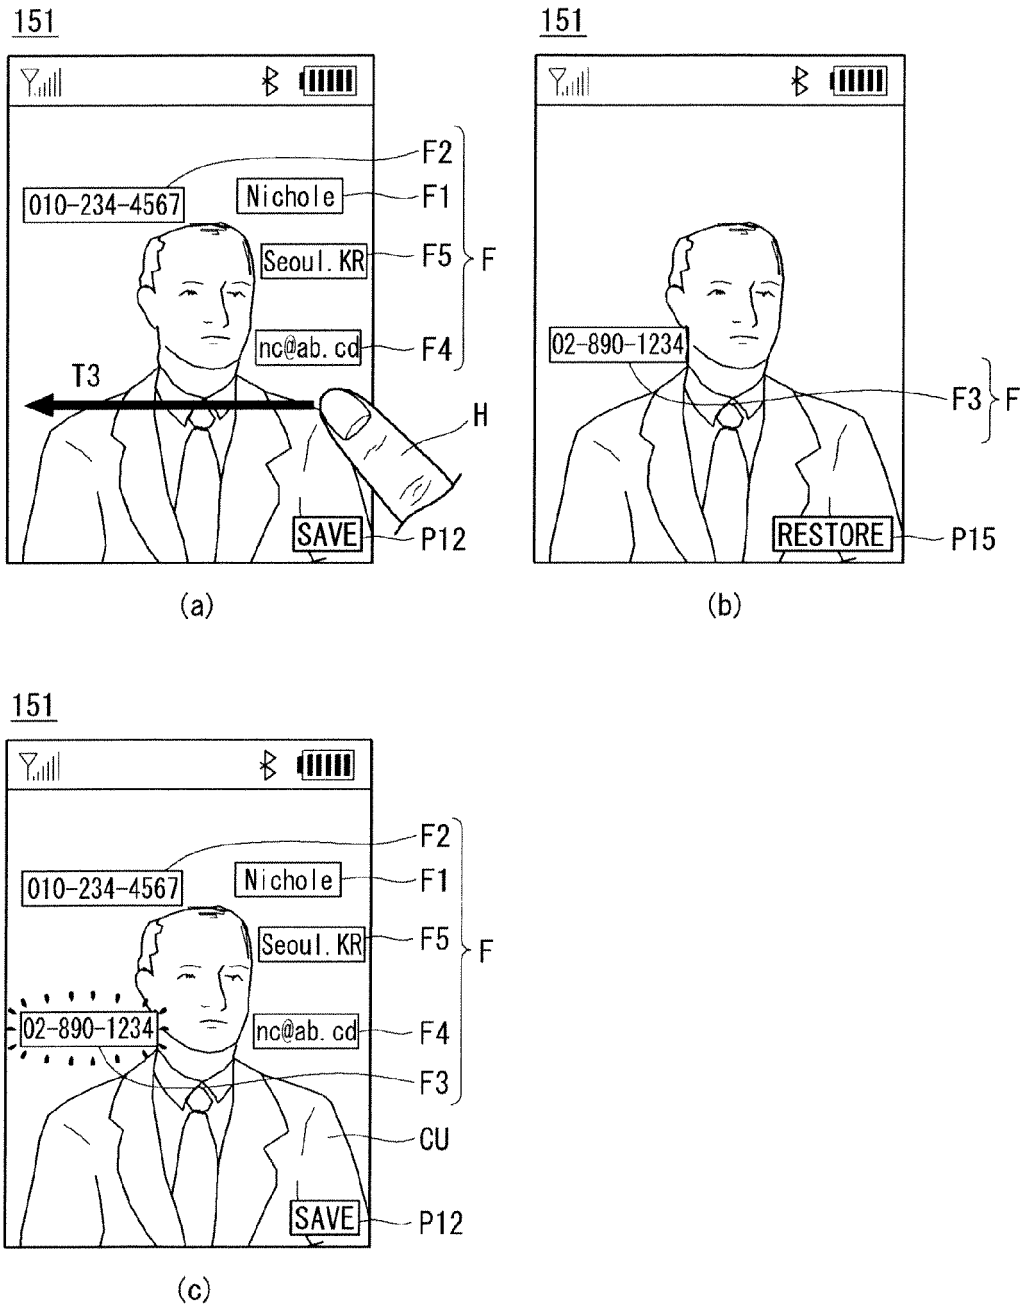 151
F2
010-234-4567
Nichole
F1
Seoul.KR
F5
F
nc@ab.cd
F4
T3
H
SAVE
P12
(a)
151
02-890-1234
F3
F
RESTORE
P15
(b)
151
F2
010-234-4567
Nichole
F1
Seoul.KR
F5
F
02-890-1234
nc@ab.cd
F4
F3
CU
SAVE
P12
(c)